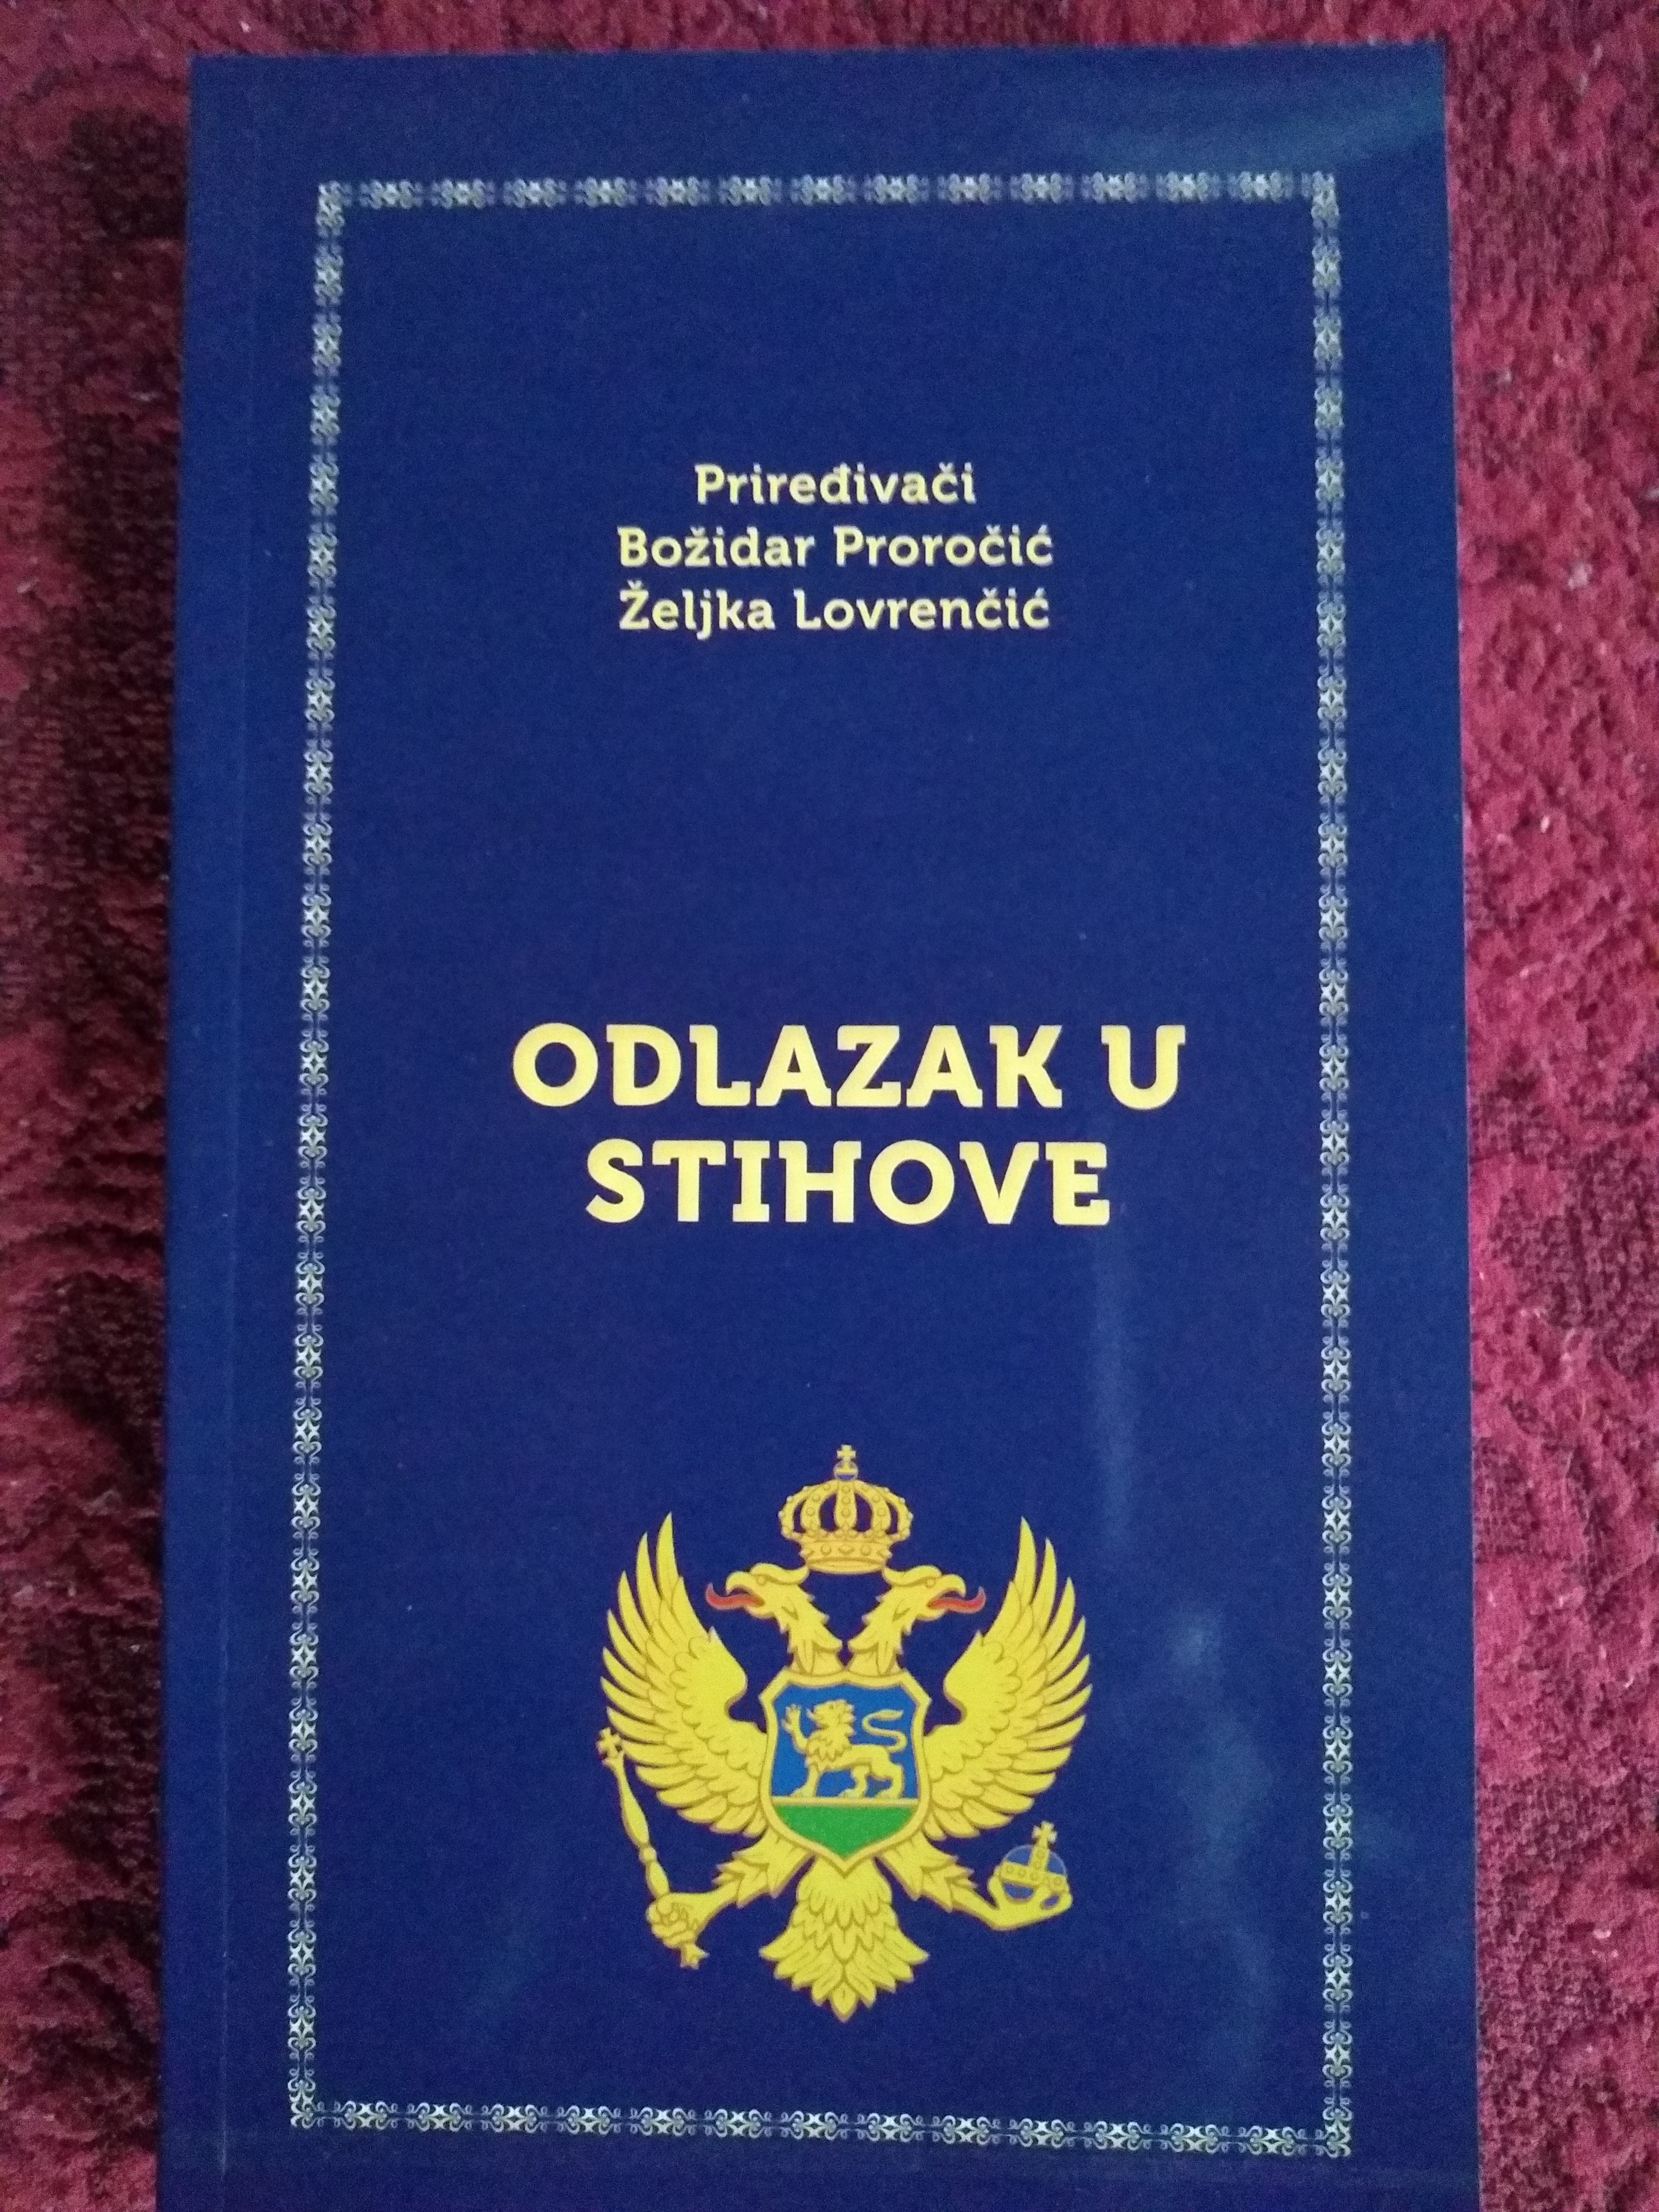 Priređivači
Božidar Proročić
Željka Lovrenčić
ODLAZAK U
STIHOVE